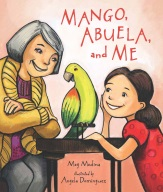 MANGO,
ABUELA,
and ME
Meg Medina
illustrated by
Angela Dominguez